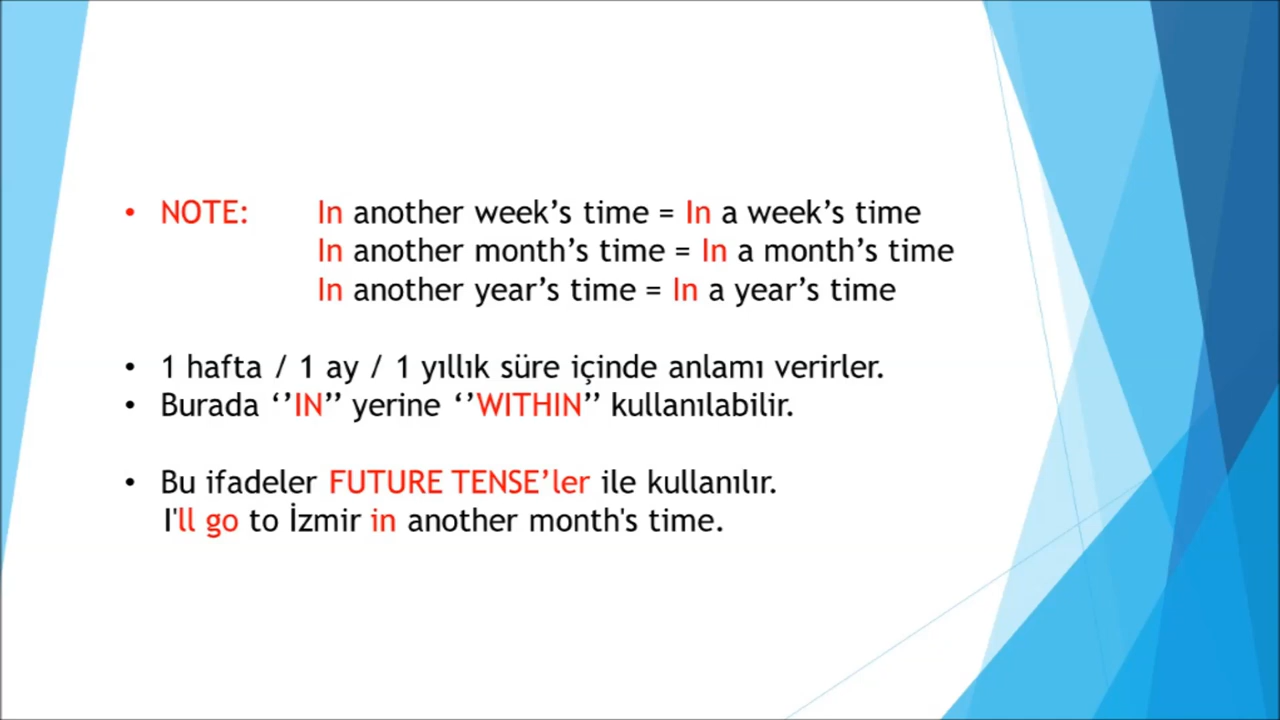 • NOTE: In another week’s time = In a week’s time
In another month’s time = In a month’s time
In another year’s time = In a year’s time
• 1 hafta / 1 ay / 1 yıllık süre içinde anlamı verirler.
• Burada ‘’IN’’ yerine ‘’WITHIN’’ kullanılabilir.
• Bu ifadeler FUTURE TENSE’ler ile kullanılır.
I'll go to İzmir in another month's time.